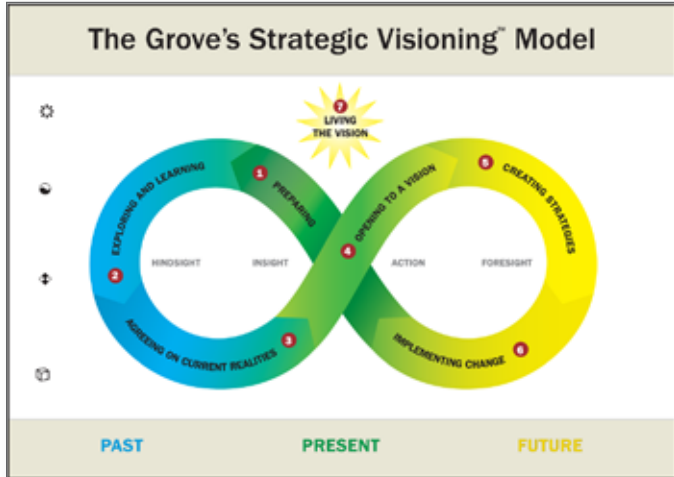 The Grove's Strategic Visioning™ Model
7
LIVING
THE VISION
1
PREPARING
2
EXPLORING AND LEARNING
3
AGREEING ON CURRENT REALITIES
4
OPENING TO A VISION
5
CREATING STRATEGIES
6
IMPLEMENTING CHANGE
HINDSIGHT
INSIGHT
ACTION
FORESIGHT
PAST
PRESENT
FUTURE